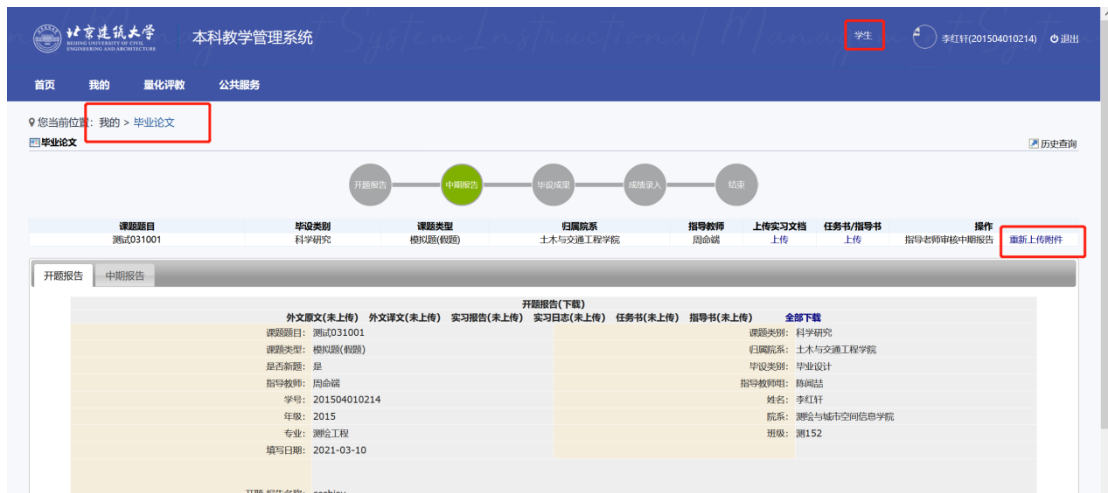 北京建筑大学
BEIJING UNIVERSITY OF CIVIL
ENGINEERING AND ARCHITECTURE
本科教学管理系统
学生
李红轩(201504010214) 退出
首页 我的 量化评教 公共服务
您当前位置：我的 > 毕业论文
毕业论文 历史查询
开题报告 中期报告 毕设成果 成绩录入 结束
课题题目 毕设类别 课题类型 归属院系 指导教师 上传实习文档 任务书/指导书 操作
测试031001 科学研究 模拟题(假题) 土木与交通工程学院 周命端 上传 上传 指导老师审核中期报告 重新上传附件
开题报告 中期报告
开题报告(下载)
外文原文(未上传) 外文译文(未上传) 实习报告(未上传) 实习日志(未上传) 任务书(未上传) 指导书(未上传) 全部下载
课题题目: 测试031001 课题类别: 科学研究
课题类型: 模拟题(假题) 归属院系: 土木与交通工程学院
是否新题: 是 毕设类别: 毕业设计
指导教师: 周命端 指导教师组: 陈闻喆
学号: 201504010214 姓名: 李红轩
年级: 2015 院系: 测绘与城市空间信息学院
专业: 测绘工程 班级: 测152
填写日期: 2021-03-10